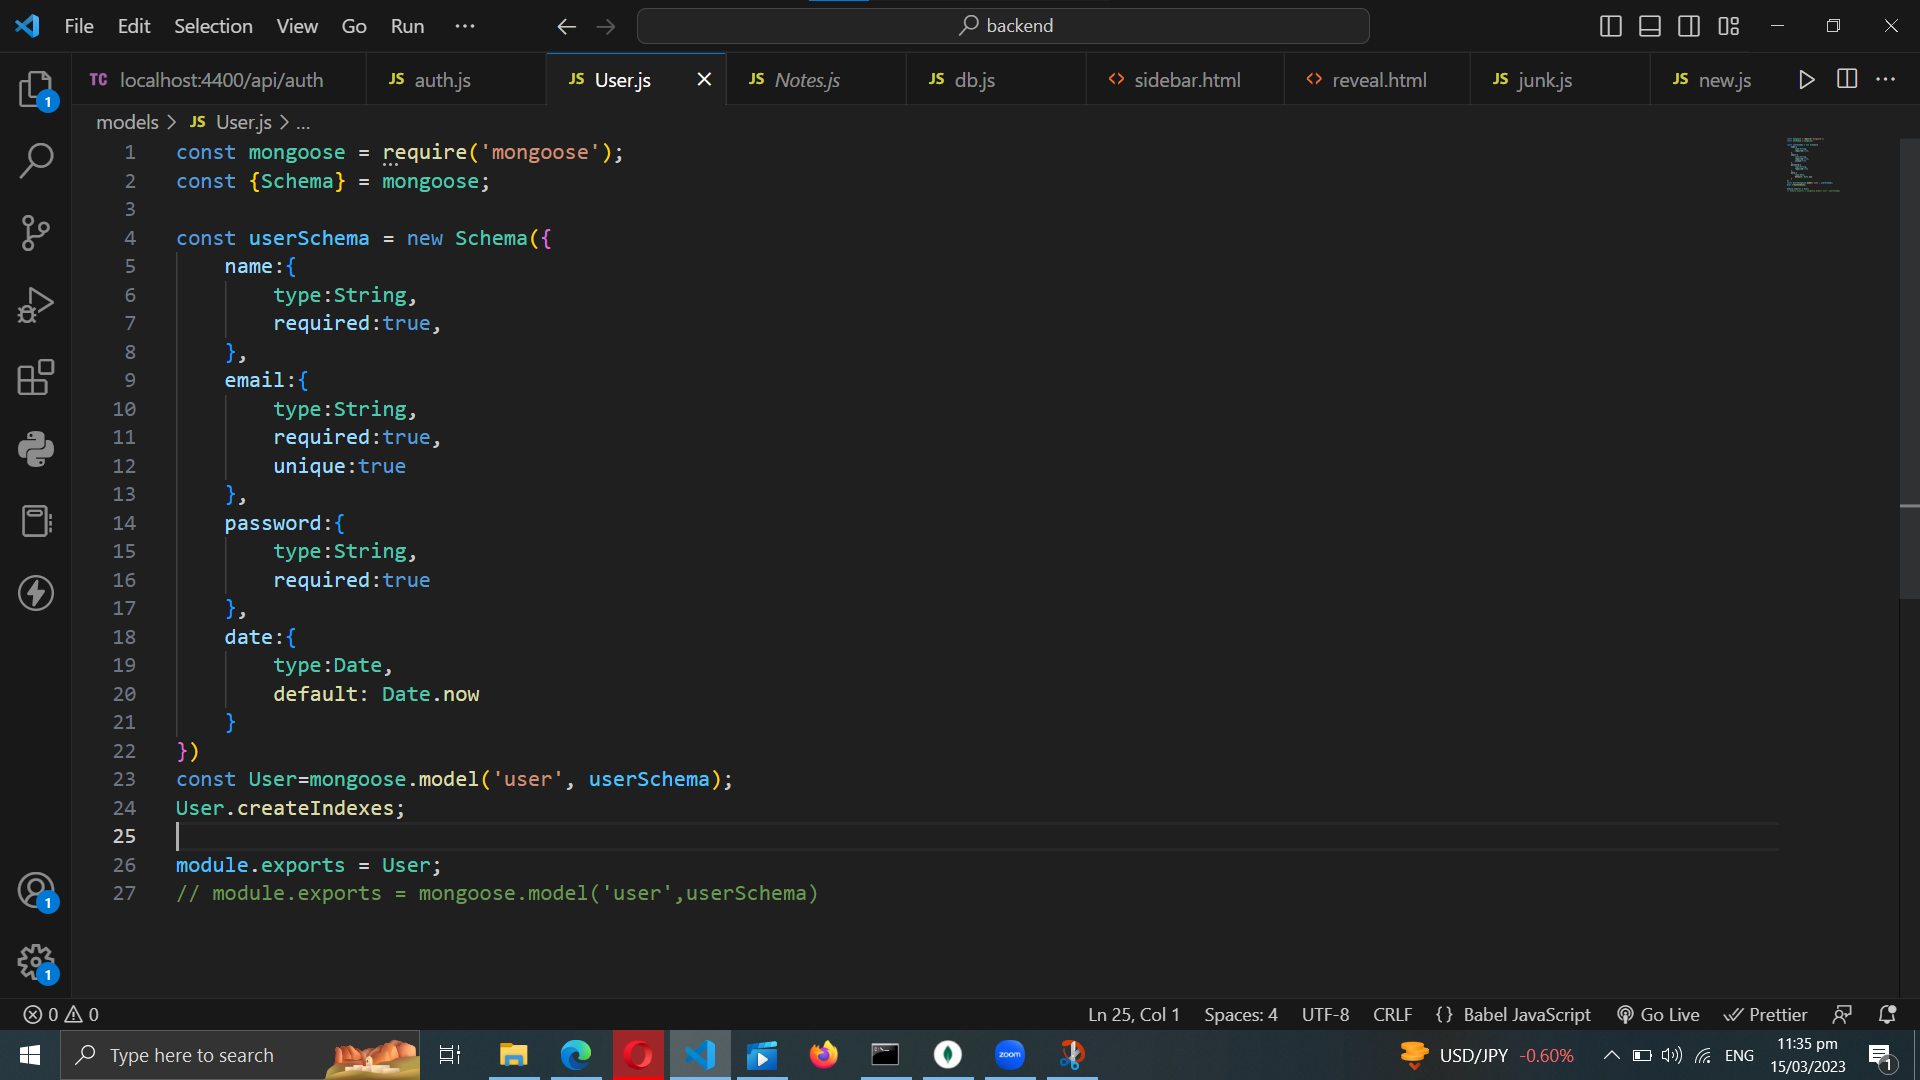 File Edit Selection View Go Run ··· backend
TC localhost:4400/api/auth JS auth.js JS User.js JS Notes.js JS db.js <> sidebar.html <> reveal.html JS junk.js JS new.js
models > JS User.js > ...
1 const mongoose = require('mongoose');
2 const {Schema} = mongoose;
3
4 const userSchema = new Schema({
5 name:{
6 type:String,
7 required:true,
8 },
9 email:{
10 type:String,
11 required:true,
12 unique:true
13 },
14 password:{
15 type:String,
16 required:true
17 },
18 date:{
19 type:Date,
20 default: Date.now
21 }
22 })
23 const User=mongoose.model('user', userSchema);
24 User.createIndexes;
25
26 module.exports = User;
27 // module.exports = mongoose.model('user',userSchema)
1
1
1
0 0 Ln 25, Col 1 Spaces: 4 UTF-8 CRLF {} Babel JavaScript Go Live Prettier
Type here to search zoom USD/JPY -0.60% ENG 11:35 pm
15/03/2023 1